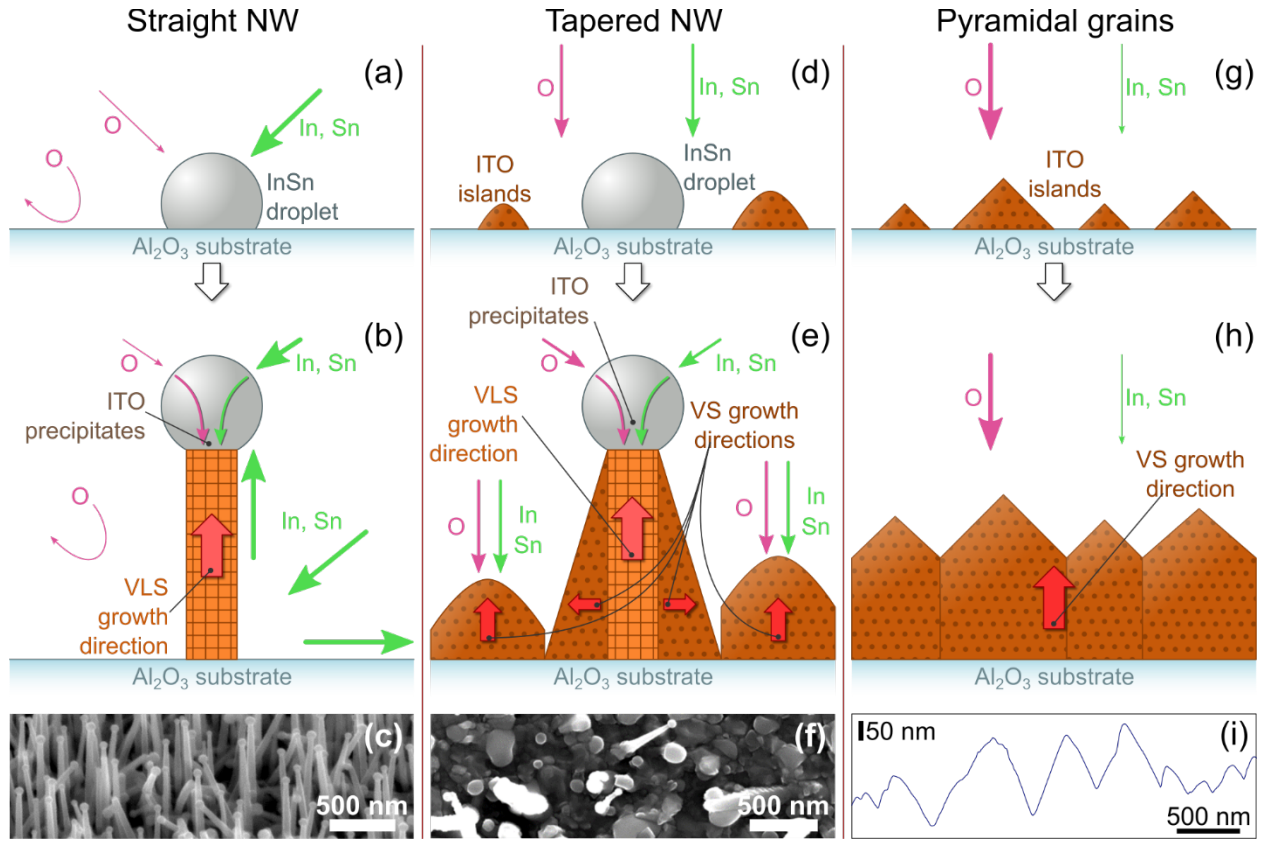 Straight NW
(a)
O
O
In, Sn
InSn
droplet
Al₂O₃ substrate
(b)
O
In, Sn
ITO
precipitates
O
In, Sn
VLS
growth
direction
Al₂O₃ substrate
(c)
500 nm
Tapered NW
(d)
O
In, Sn
ITO
islands
InSn
droplet
Al₂O₃ substrate
ITO
precipitates
(e)
O
In, Sn
VLS
growth
direction
VS growth
directions
O
In
Sn
O
In
Sn
Al₂O₃ substrate
(f)
500 nm
Pyramidal grains
(g)
O
In, Sn
ITO
islands
Al₂O₃ substrate
(h)
O
In, Sn
VS growth
direction
Al₂O₃ substrate
50 nm
(i)
500 nm